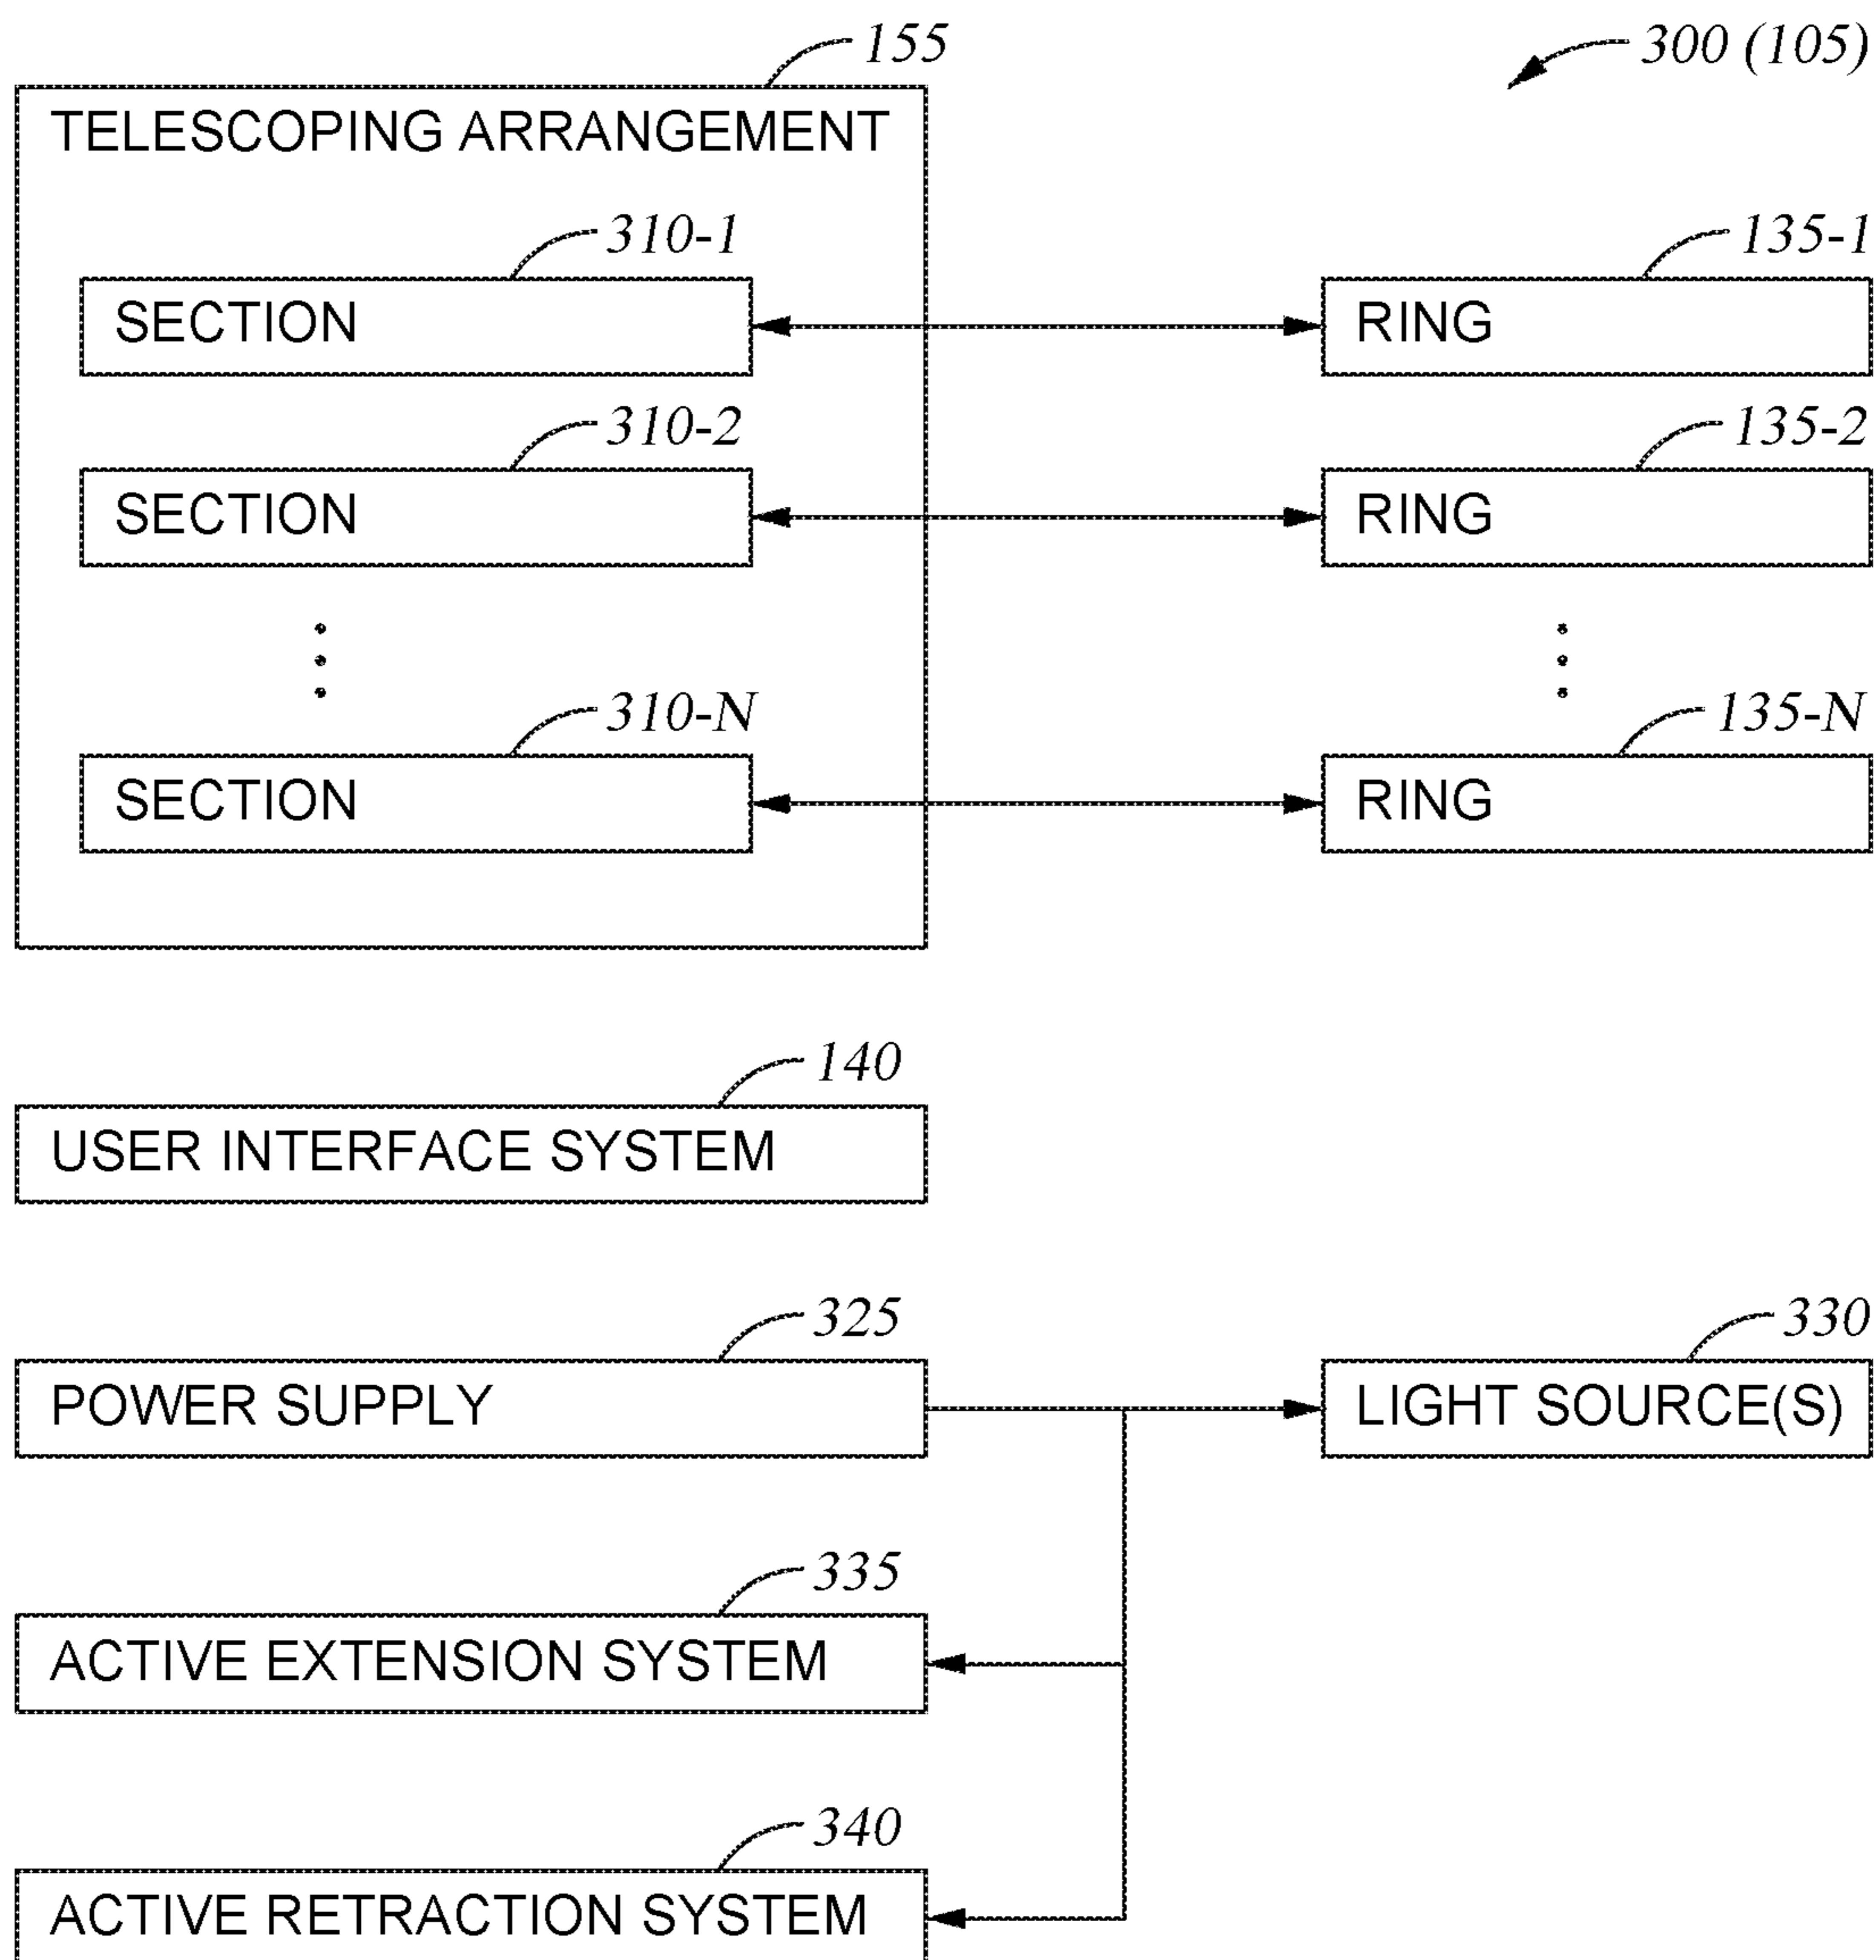 155
300 (105)
TELESCOPING ARRANGEMENT
310-1
135-1
SECTION
RING
310-2
135-2
SECTION
RING
310-N
135-N
SECTION
RING
140
USER INTERFACE SYSTEM
325
330
POWER SUPPLY
LIGHT SOURCE(S)
335
ACTIVE EXTENSION SYSTEM
340
ACTIVE RETRACTION SYSTEM